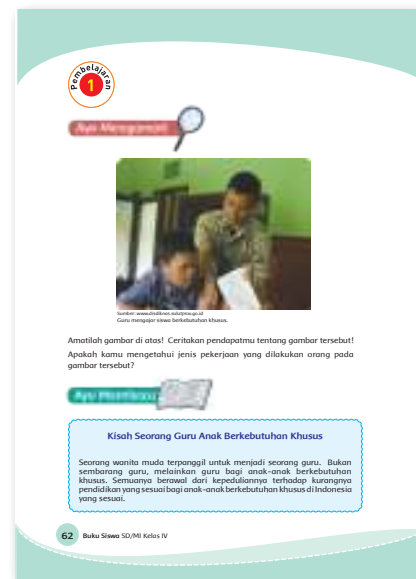 Pembelajaran
1
Ayo Mengamati
Sumber: www.disdiknas.sulutprov.go.id
Guru mengajar siswa berkebutuhan khusus.
Amatilah gambar di atas! Ceritakan pendapatmu tentang gambar tersebut!
Apakah kamu mengetahui jenis pekerjaan yang dilakukan orang pada
gambar tersebut?
Ayo Membaca
Kisah Seorang Guru Anak Berkebutuhan Khusus
Seorang wanita muda terpanggil untuk menjadi seorang guru. Bukan
sembarang guru, melainkan guru bagi anak-anak berkebutuhan
khusus. Semuanya berawal dari kepeduliannya terhadap kurangnya
pendidikan yang sesuai bagi anak-anak berkebutuhan khusus di Indonesia
yang sesuai.
62 Buku Siswa SD/MI Kelas IV